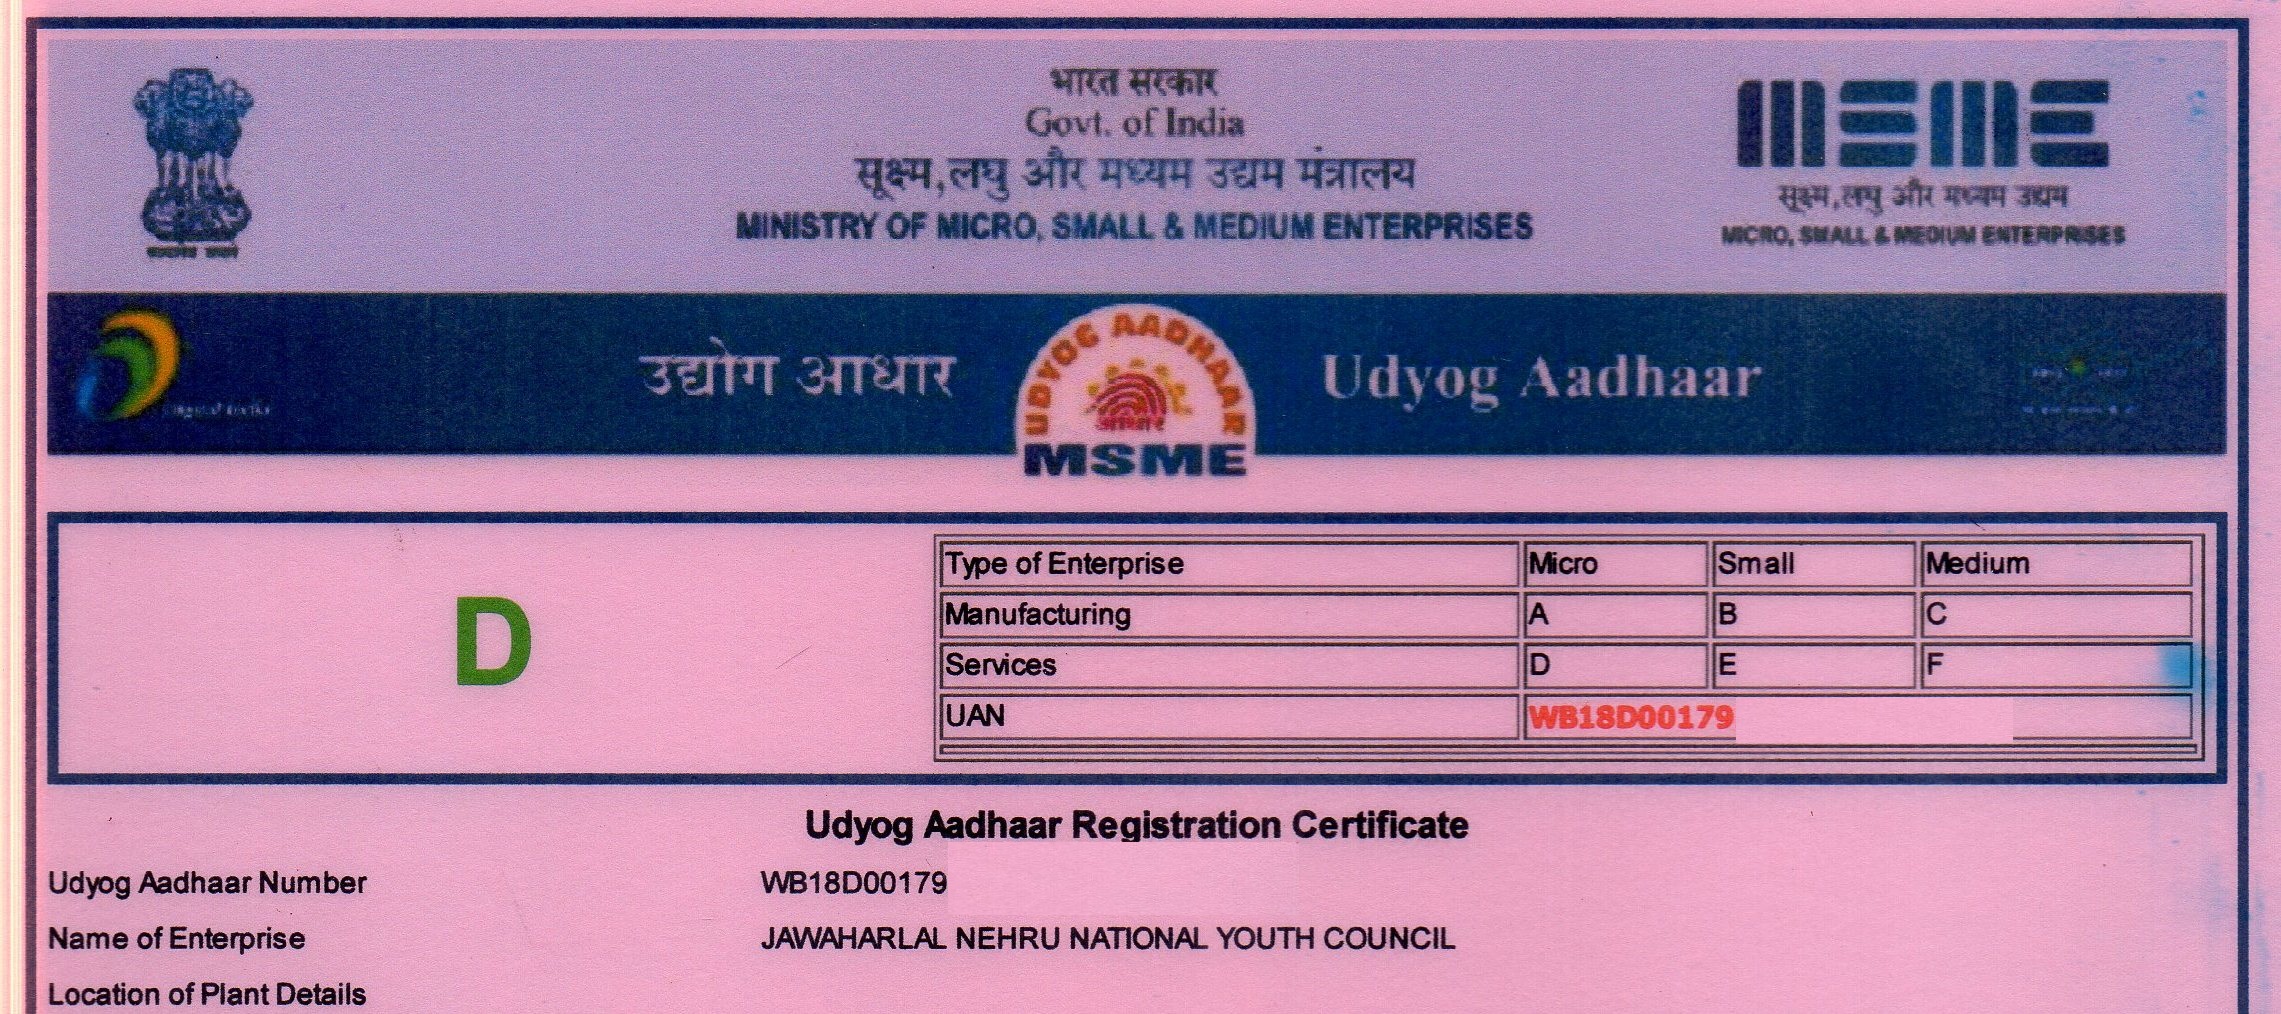 भारत सरकार
Govt. of India
सूक्ष्म,लघु और मध्यम उद्यम मंत्रालय
MINISTRY OF MICRO, SMALL & MEDIUM ENTERPRISES
MSME
सूक्ष्म,लघु और मध्यम उद्यम
MICRO, SMALL & MEDIUM ENTERPRISES
उद्योग आधार
UDYOG AADHAAR
आधार
MSME
Udyog Aadhaar
D
Type of Enterprise Micro Small Medium
Manufacturing A B C
Services D E F
UAN WB18D00179
Udyog Aadhaar Registration Certificate
Udyog Aadhaar Number WB18D00179
Name of Enterprise JAWAHARLAL NEHRU NATIONAL YOUTH COUNCIL
Location of Plant Details